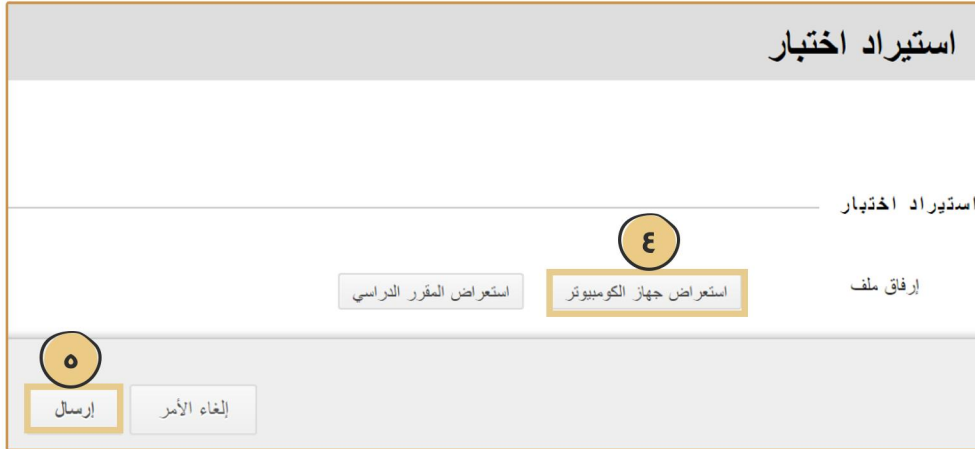 استيراد اختبار
استيراد اختبار
٤
إرفاق ملف استعراض جهاز الكومبيوتر استعراض المقرر الدراسي
٥
إلغاء الأمر إرسال